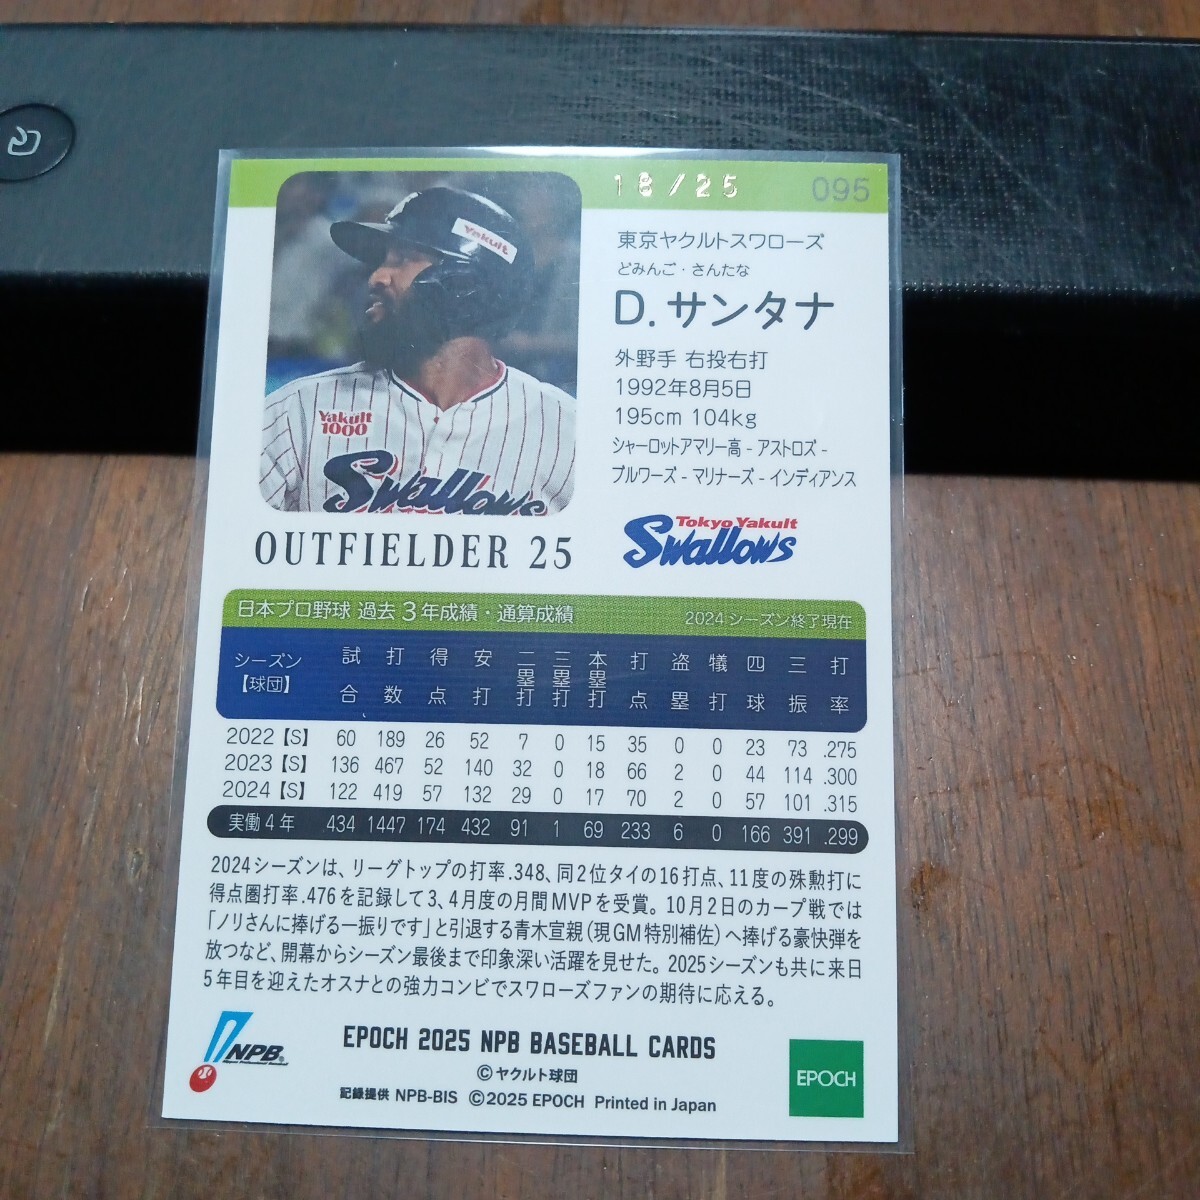 18/25
095
Yakult
Yakult
1000
Swallows
東京ヤクルトスワローズ
どみんご・さんたな
D.サンタナ
外野手 右投右打
1992年8月5日
195cm 104kg
シャーロットアマリー高 - アストロズ -
ブルワーズ - マリナーズ - インディアンス
OUTFIELDER 25
Tokyo Yakult
Swallows
日本プロ野球 過去3年成績・通算成績 2024シーズン終了現在
シーズン【球団】 試合 打数 得点 安打 二塁打 三塁打 本塁打 打点 盗塁 犠打 四球 三振 打率
2022【S】 60 189 26 52 7 0 15 35 0 0 23 73 .275
2023【S】 136 467 52 140 32 0 18 66 2 0 44 114 .300
2024【S】 122 419 57 132 29 0 17 70 2 0 57 101 .315
実働4年 434 1447 174 432 91 1 69 233 6 0 166 391 .299
2024シーズンは、リーグトップの打率.348、同2位タイの16打点、11度の殊勲打に
得点圏打率.476を記録して3、4月度の月間MVPを受賞。10月2日のカープ戦では
「ノリさんに捧げる一振りです」と引退する青木宣親(現GM特別補佐)へ捧げる豪快弾を
放つなど、開幕からシーズン最後まで印象深い活躍を見せた。2025シーズンも共に来日
5年目を迎えたオスナとの強力コンビでスワローズファンの期待に応える。
NPB
EPOCH 2025 NPB BASEBALL CARDS
©ヤクルト球団
記録提供 NPB-BIS ©2025 EPOCH Printed in Japan
EPOCH